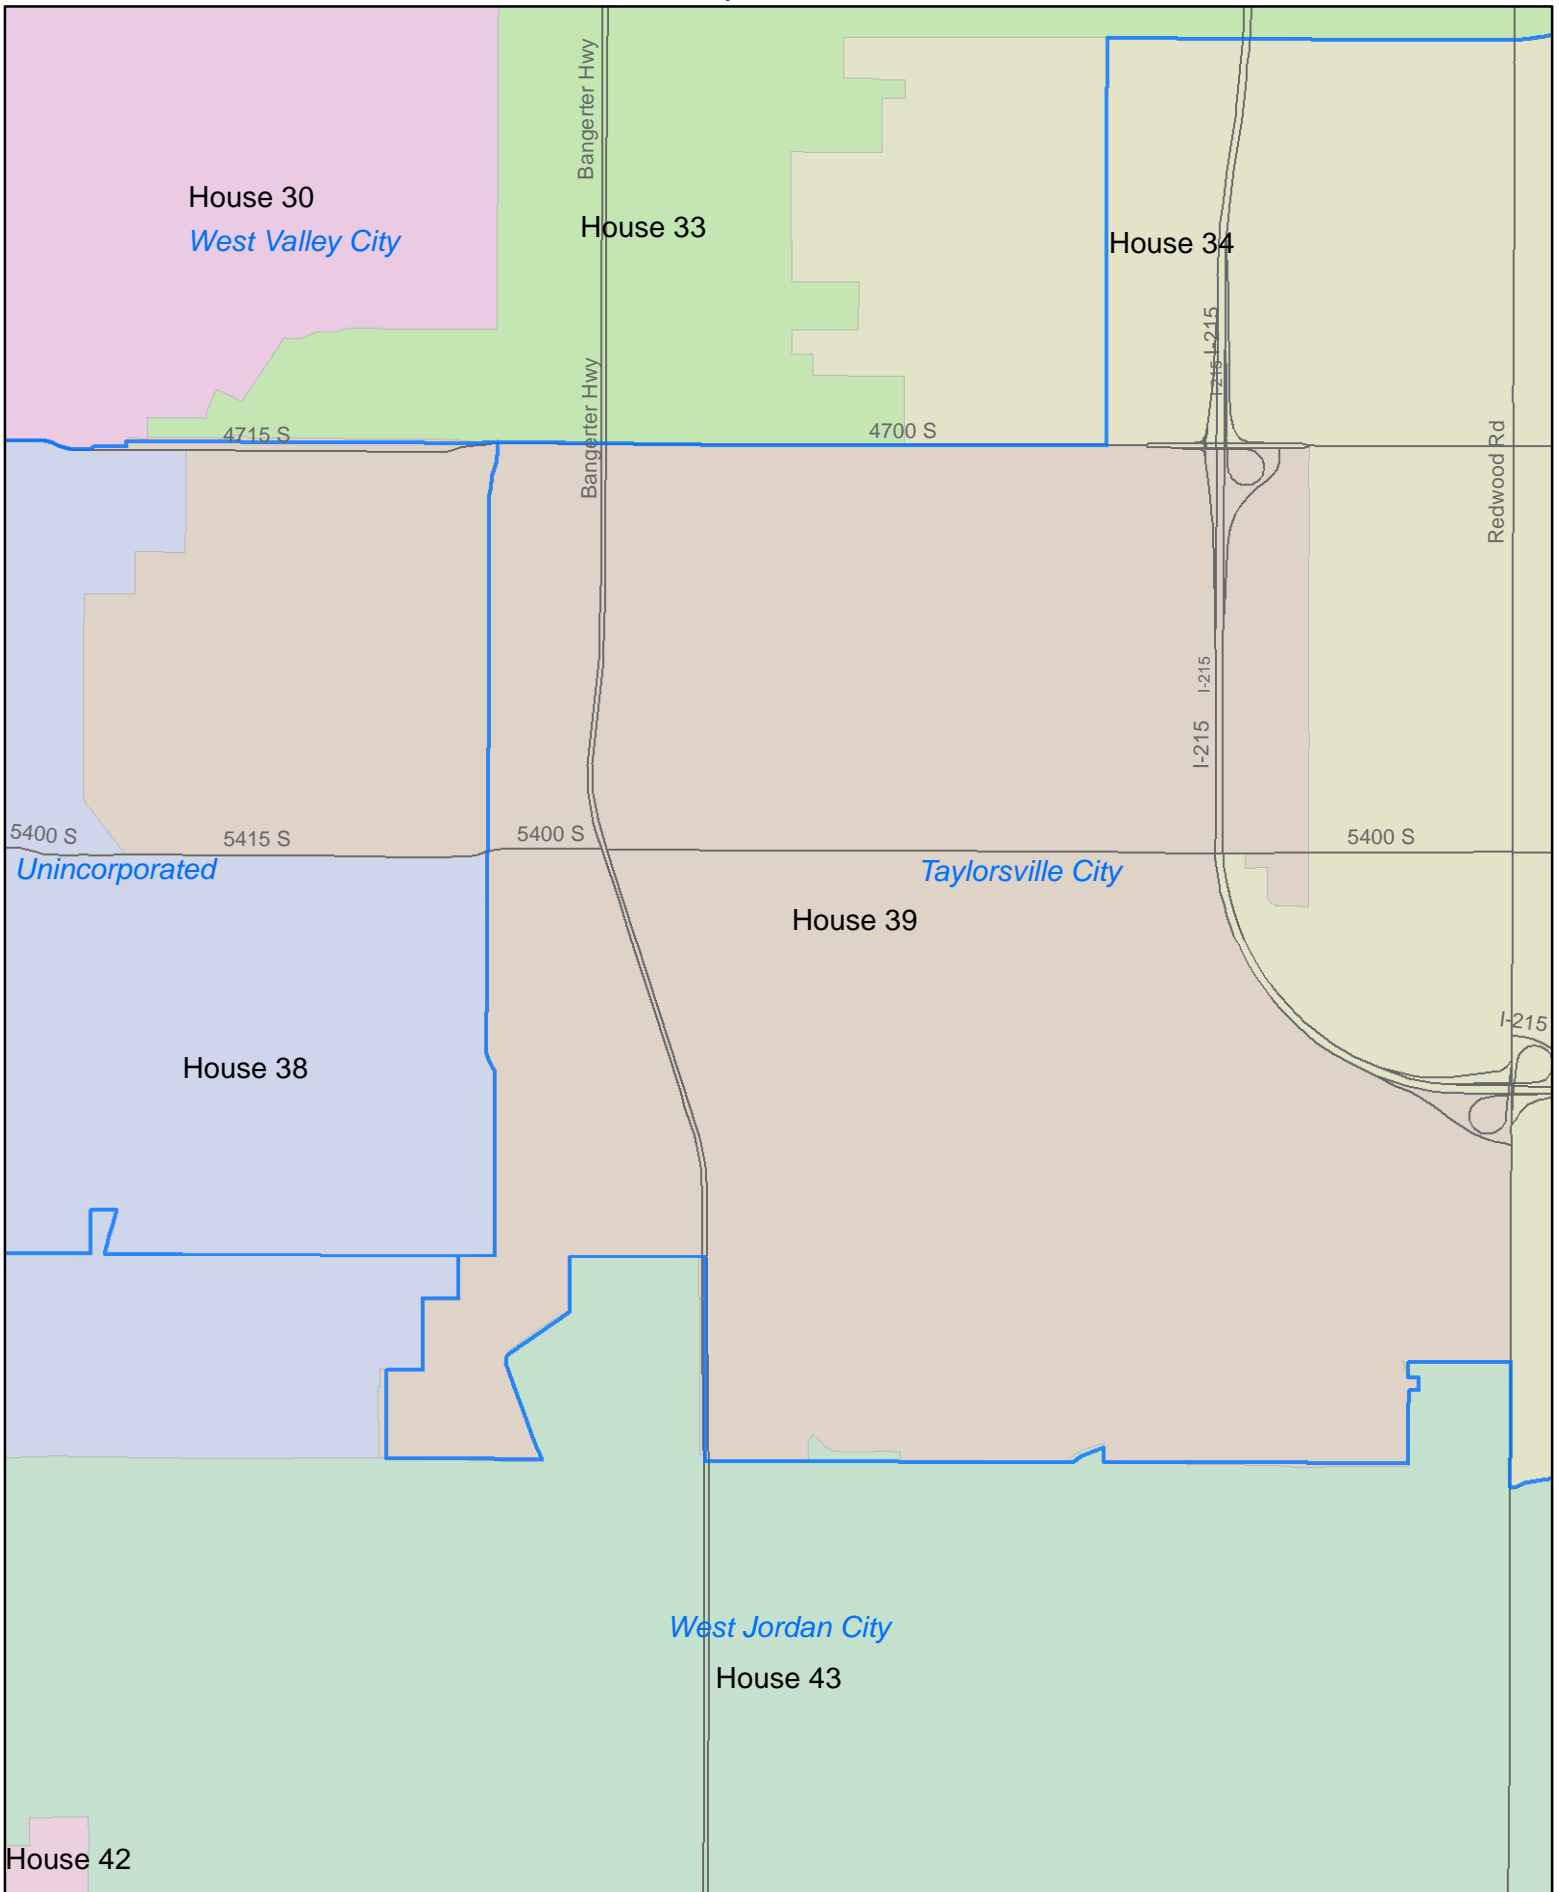 Bangerter Hwy
House 30
West Valley City
House 33
House 34
I-215
I-215
Bangerter Hwy
4715 S
4700 S
Redwood Rd
I-215
I-215
5400 S
5415 S
5400 S
5400 S
Unincorporated
Taylorsville City
House 39
I-215
House 38
West Jordan City
House 43
House 42